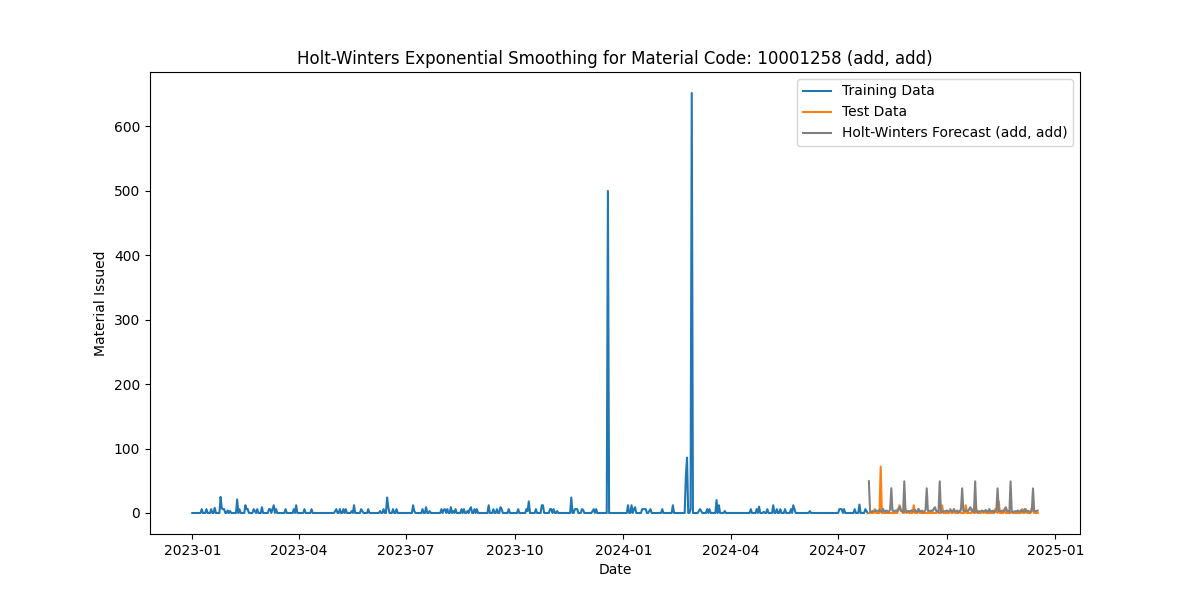 Holt-Winters Exponential Smoothing for Material Code: 10001258 (add, add)
Training Data
Test Data
Holt-Winters Forecast (add, add)
600
500
400
300
200
100
0
Material Issued
2023-01
2023-04
2023-07
2023-10
2024-01
2024-04
2024-07
2024-10
2025-01
Date